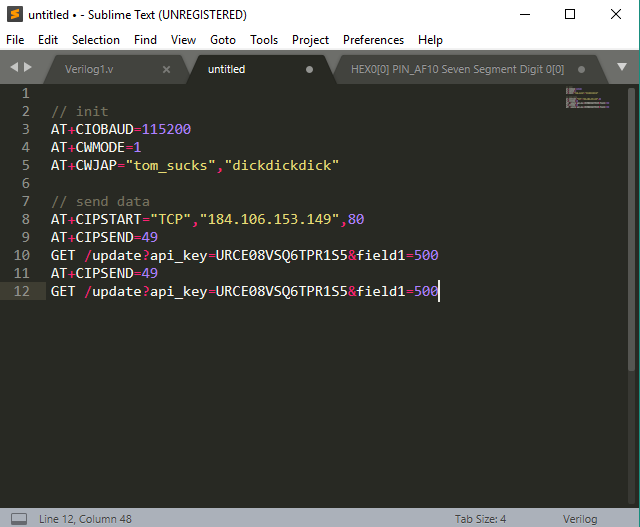 untitled • - Sublime Text (UNREGISTERED)
File Edit Selection Find View Goto Tools Project Preferences Help
Verilog1.v untitled HEX0[0] PIN_AF10 Seven Segment Digit 0[0]
1
2 // init
3 AT+CIOBAUD=115200
4 AT+CWMODE=1
5 AT+CWJAP="tom_sucks","dickdickdick"
6
7 // send data
8 AT+CIPSTART="TCP","184.106.153.149",80
9 AT+CIPSEND=49
10 GET /update?api_key=URCE08VSQ6TPR1S5&field1=500
11 AT+CIPSEND=49
12 GET /update?api_key=URCE08VSQ6TPR1S5&field1=500
Line 12, Column 48 Tab Size: 4 Verilog